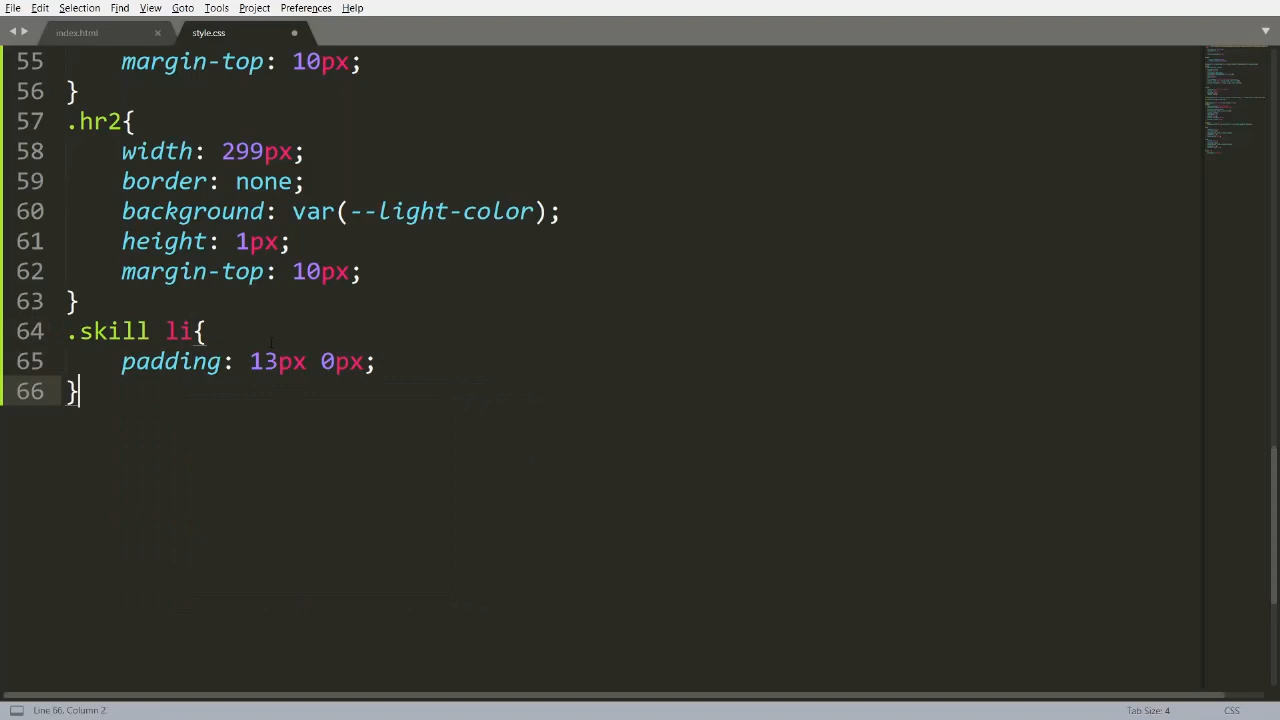 File Edit Selection Find View Goto Tools Project Preferences Help
index.html × style.css
55 margin-top: 10px;
56 }
57 .hr2{
58 width: 299px;
59 border: none;
60 background: var(--light-color);
61 height: 1px;
62 margin-top: 10px;
63 }
64 .skill li{
65 padding: 13px 0px;
66 }
Line 66, Column 2 Tab Size: 4 CSS